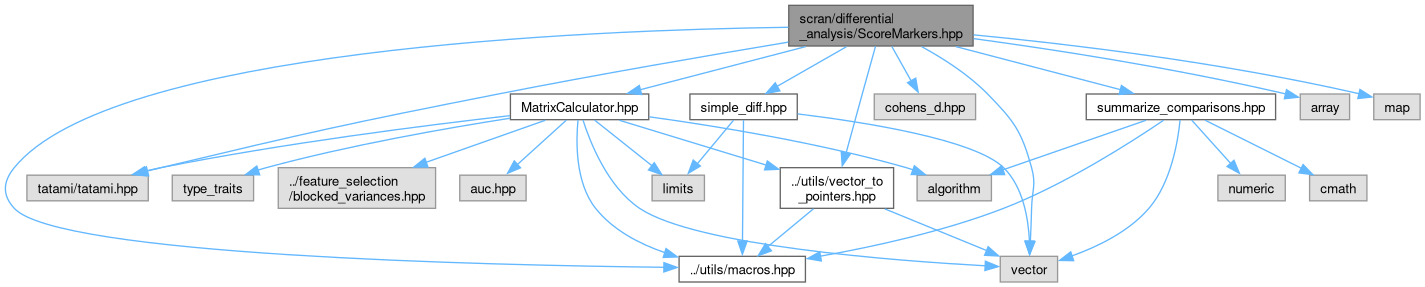 scran/differential
_analysis/ScoreMarkers.hpp
MatrixCalculator.hpp
simple_diff.hpp
cohens_d.hpp
summarize_comparisons.hpp
array
map
tatami/tatami.hpp
type_traits
../feature_selection
/blocked_variances.hpp
auc.hpp
limits
../utils/vector_to
_pointers.hpp
algorithm
numeric
cmath
../utils/macros.hpp
vector